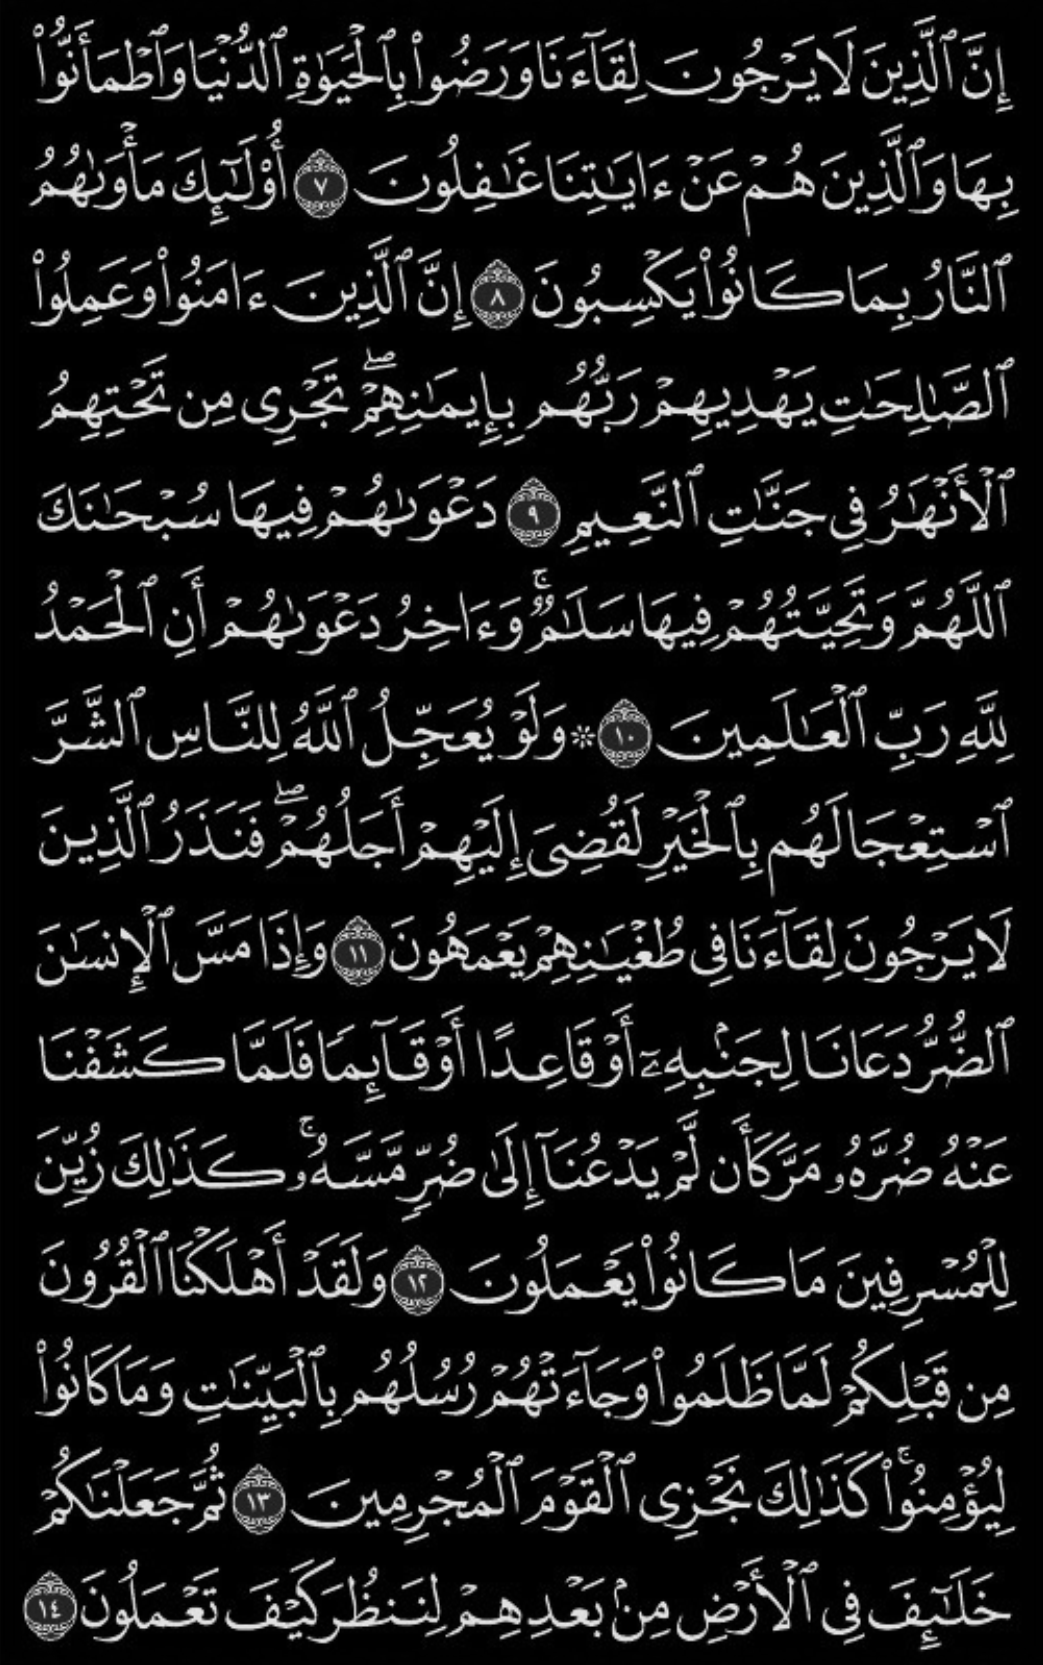 إِنَّ ٱلَّذِينَ لَا يَرْجُونَ لِقَآءَنَا وَرَضُوا۟ بِٱلْحَيَوٰةِ ٱلدُّنْيَا وَٱطْمَأَنُّوا۟
بِهَا وَٱلَّذِينَ هُمْ عَنْ ءَايَـٰتِنَا غَـٰفِلُونَ ٧ أُو۟لَـٰٓئِكَ مَأْوَىٰهُمُ
ٱلنَّارُ بِمَا كَانُوا۟ يَكْسِبُونَ ٨ إِنَّ ٱلَّذِينَ ءَامَنُوا۟ وَعَمِلُوا۟
ٱلصَّـٰلِحَـٰتِ يَهْدِيهِمْ رَبُّهُم بِإِيمَـٰنِهِمْ ۖ تَجْرِى مِن تَحْتِهِمُ
ٱلْأَنْهَـٰرُ فِى جَنَّـٰتِ ٱلنَّعِيمِ ٩ دَعْوَىٰهُمْ فِيهَا سُبْحَـٰنَكَ
ٱللَّهُمَّ وَتَحِيَّتُهُمْ فِيهَا سَلَـٰمٌ ۚ وَءَاخِرُ دَعْوَىٰهُمْ أَنِ ٱلْحَمْدُ
لِلَّهِ رَبِّ ٱلْعَـٰلَمِينَ ١٠ ۞ وَلَوْ يُعَجِّلُ ٱللَّهُ لِلنَّاسِ ٱلشَّرَّ
ٱسْتِعْجَالَهُم بِٱلْخَيْرِ لَقُضِىَ إِلَيْهِمْ أَجَلُهُمْ ۖ فَنَذَرُ ٱلَّذِينَ
لَا يَرْجُونَ لِقَآءَنَا فِى طُغْيَـٰنِهِمْ يَعْمَهُونَ ١١ وَإِذَا مَسَّ ٱلْإِنسَـٰنَ
ٱلضُّرُّ دَعَانَا لِجَنۢبِهِۦٓ أَوْ قَاعِدًا أَوْ قَآئِمًا فَلَمَّا كَشَفْنَا
عَنْهُ ضُرَّهُۥ مَرَّ كَأَن لَّمْ يَدْعُنَآ إِلَىٰ ضُرٍّ مَّسَّهُۥ ۚ كَذَٰلِكَ زُيِّنَ
لِلْمُسْرِفِينَ مَا كَانُوا۟ يَعْمَلُونَ ١٢ وَلَقَدْ أَهْلَكْنَا ٱلْقُرُونَ
مِن قَبْلِكُمْ لَمَّا ظَلَمُوا۟ وَجَآءَتْهُمْ رُسُلُهُم بِٱلْبَيِّنَـٰتِ وَمَا كَانُوا۟
لِيُؤْمِنُوا۟ ۚ كَذَٰلِكَ نَجْزِى ٱلْقَوْمَ ٱلْمُجْرِمِينَ ١٣ ثُمَّ جَعَلْنَـٰكُمْ
خَلَـٰٓئِفَ فِى ٱلْأَرْضِ مِنۢ بَعْدِهِمْ لِنَنظُرَ كَيْفَ تَعْمَلُونَ ١٤